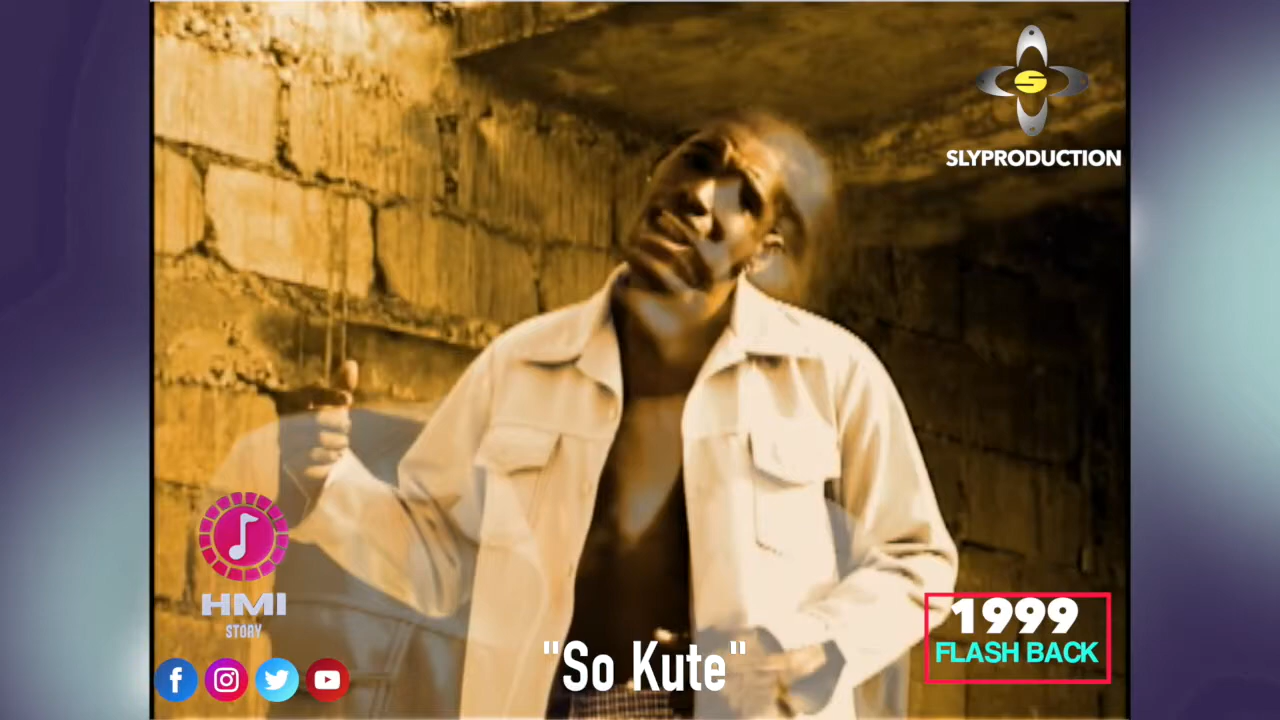 S
SLYPRODUCTION
HMI
STORY
1999
FLASH BACK
"So Kute"
f